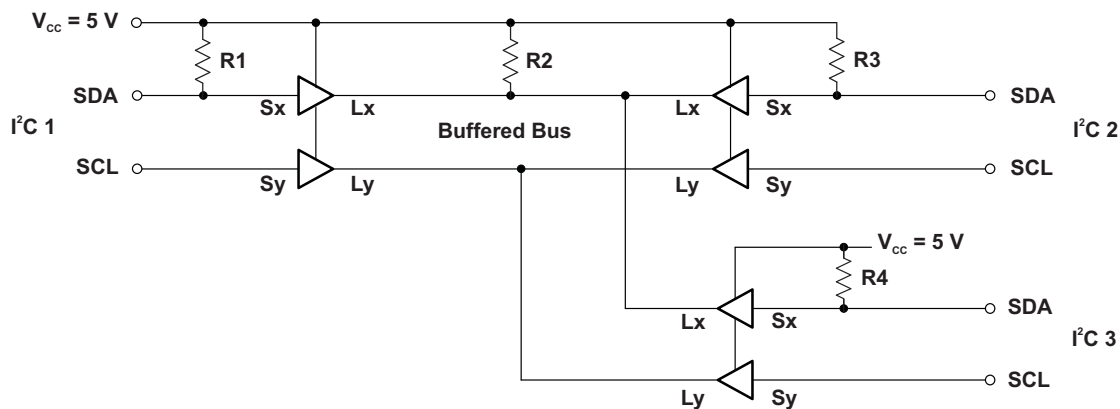 V_CC = 5 V
R1
R2
R3
SDA
Sx
Lx
Lx
Sx
SDA
I²C 1
Buffered Bus
I²C 2
SCL
Sy
Ly
Ly
Sy
SCL
V_CC = 5 V
R4
Lx
Sx
SDA
I²C 3
Ly
Sy
SCL